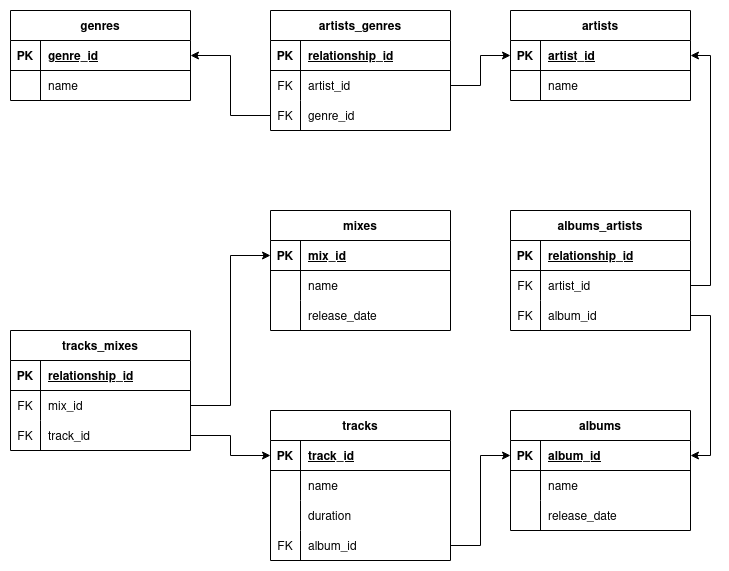 genres
PK genre_id
name
artists_genres
PK relationship_id
FK artist_id
FK genre_id
artists
PK artist_id
name
mixes
PK mix_id
name
release_date
albums_artists
PK relationship_id
FK artist_id
FK album_id
tracks_mixes
PK relationship_id
FK mix_id
FK track_id
tracks
PK track_id
name
duration
FK album_id
albums
PK album_id
name
release_date